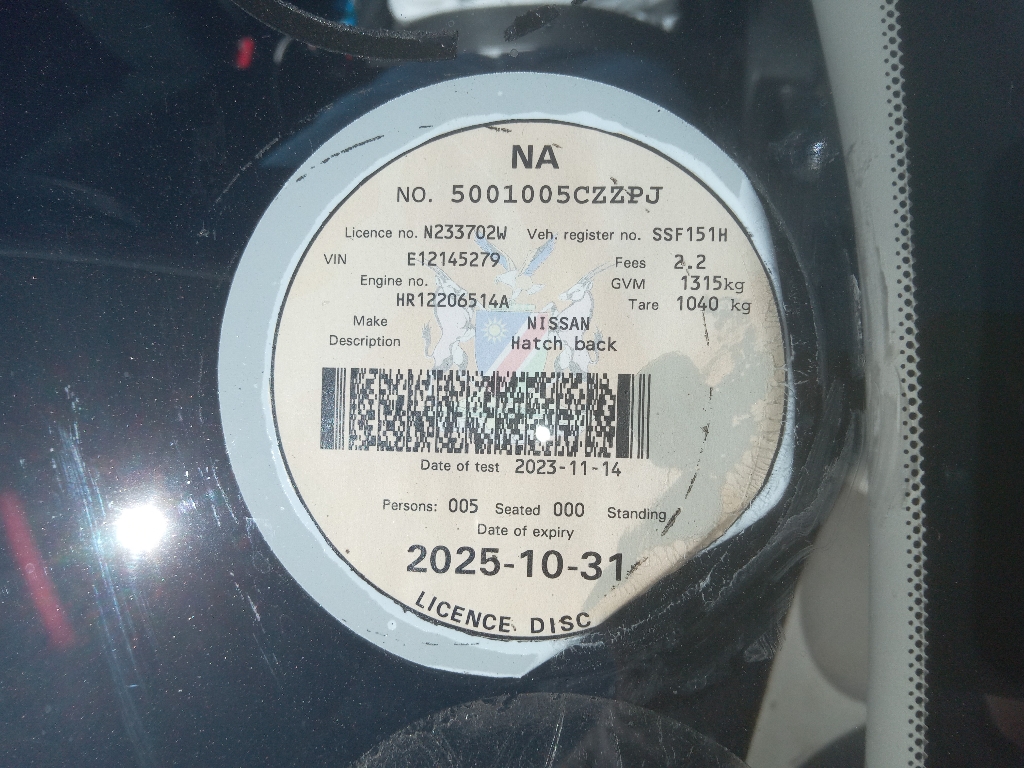 NA
NO. 5001005CZZPJ
Licence no. N233702W Veh. register no. SSF151H
VIN E12145279 Fees 2.2
Engine no. GVM 1315kg
HR12206514A Tare 1040 kg
Make NISSAN
Description Hatch back
Date of test 2023-11-14
Persons: 005 Seated 000 Standing
Date of expiry
2025-10-31
LICENCE DISC